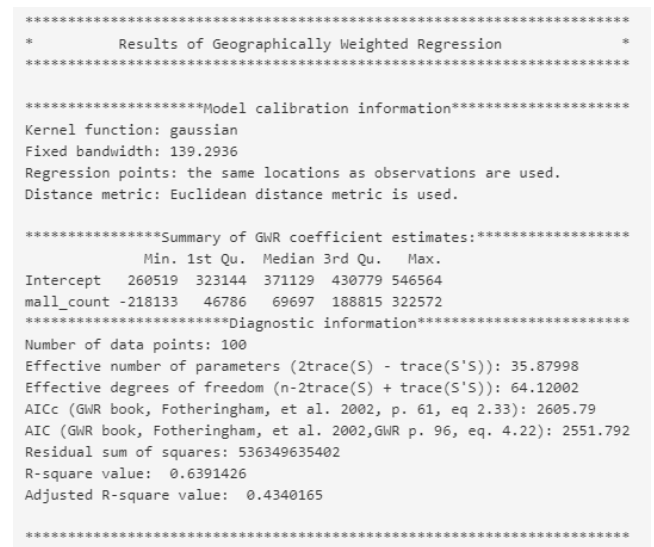 ***********************************************************************
*          Results of Geographically Weighted Regression              *
***********************************************************************

*********************Model calibration information*********************
Kernel function: gaussian
Fixed bandwidth: 139.2936
Regression points: the same locations as observations are used.
Distance metric: Euclidean distance metric is used.

****************Summary of GWR coefficient estimates:******************
              Min. 1st Qu.  Median 3rd Qu.   Max.
Intercept   260519  323144  371129  430779 546564
mall_count -218133   46786   69697  188815 322572
************************Diagnostic information*************************
Number of data points: 100
Effective number of parameters (2trace(S) - trace(S'S)): 35.87998
Effective degrees of freedom (n-2trace(S) + trace(S'S)): 64.12002
AICc (GWR book, Fotheringham, et al. 2002, p. 61, eq 2.33): 2605.79
AIC (GWR book, Fotheringham, et al. 2002,GWR p. 96, eq. 4.22): 2551.792
Residual sum of squares: 536349635402
R-square value:  0.6391426
Adjusted R-square value:  0.4340165

***********************************************************************